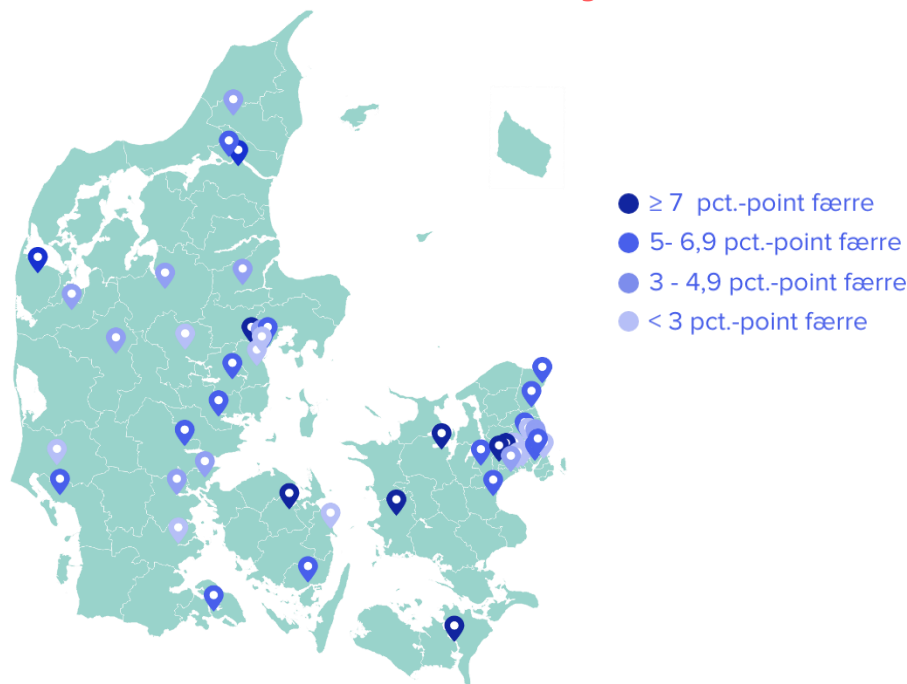 ≥ 7 pct.-point færre
5- 6,9 pct.-point færre
3 - 4,9 pct.-point færre
< 3 pct.-point færre